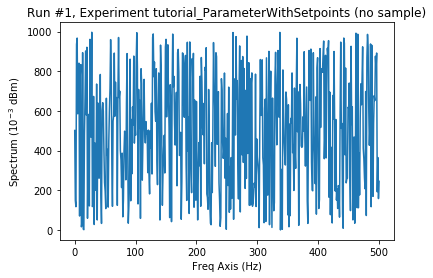 Run #1, Experiment tutorial_ParameterWithSetpoints (no sample)
1000
800
600
400
200
0
Spectrum (10⁻³ dBm)
0 100 200 300 400 500
Freq Axis (Hz)